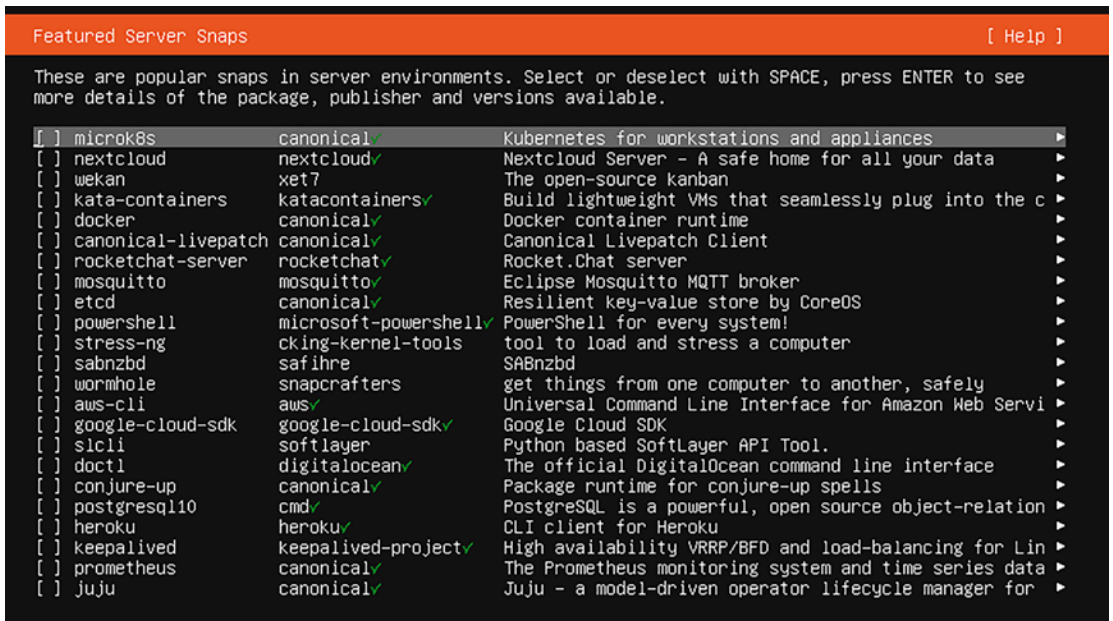 Featured Server Snaps [ Help ]
These are popular snaps in server environments. Select or deselect with SPACE, press ENTER to see
more details of the package, publisher and versions available.
[ ] microk8s canonical✓ Kubernetes for workstations and appliances ▸
[ ] nextcloud nextcloud✓ Nextcloud Server – A safe home for all your data ▸
[ ] wekan xet7 The open–source kanban ▸
[ ] kata–containers katacontainers✓ Build lightweight VMs that seamlessly plug into the c ▸
[ ] docker canonical✓ Docker container runtime ▸
[ ] canonical–livepatch canonical✓ Canonical Livepatch Client ▸
[ ] rocketchat–server rocketchat✓ Rocket.Chat server ▸
[ ] mosquitto mosquitto✓ Eclipse Mosquitto MQTT broker ▸
[ ] etcd canonical✓ Resilient key–value store by CoreOS ▸
[ ] powershell microsoft–powershell✓ PowerShell for every system! ▸
[ ] stress–ng cking–kernel–tools tool to load and stress a computer ▸
[ ] sabnzbd safihre SABnzbd ▸
[ ] wormhole snapcrafters get things from one computer to another, safely ▸
[ ] aws–cli aws✓ Universal Command Line Interface for Amazon Web Servi ▸
[ ] google–cloud–sdk google–cloud–sdk✓ Google Cloud SDK ▸
[ ] slcli softlayer Python based SoftLayer API Tool. ▸
[ ] doctl digitalocean✓ The official DigitalOcean command line interface ▸
[ ] conjure–up canonical✓ Package runtime for conjure–up spells ▸
[ ] postgresql10 cmd✓ PostgreSQL is a powerful, open source object–relation ▸
[ ] heroku heroku✓ CLI client for Heroku ▸
[ ] keepalived keepalived–project✓ High availability VRRP/BFD and load–balancing for Lin ▸
[ ] prometheus canonical✓ The Prometheus monitoring system and time series data ▸
[ ] juju canonical✓ Juju – a model–driven operator lifecycle manager for ▸